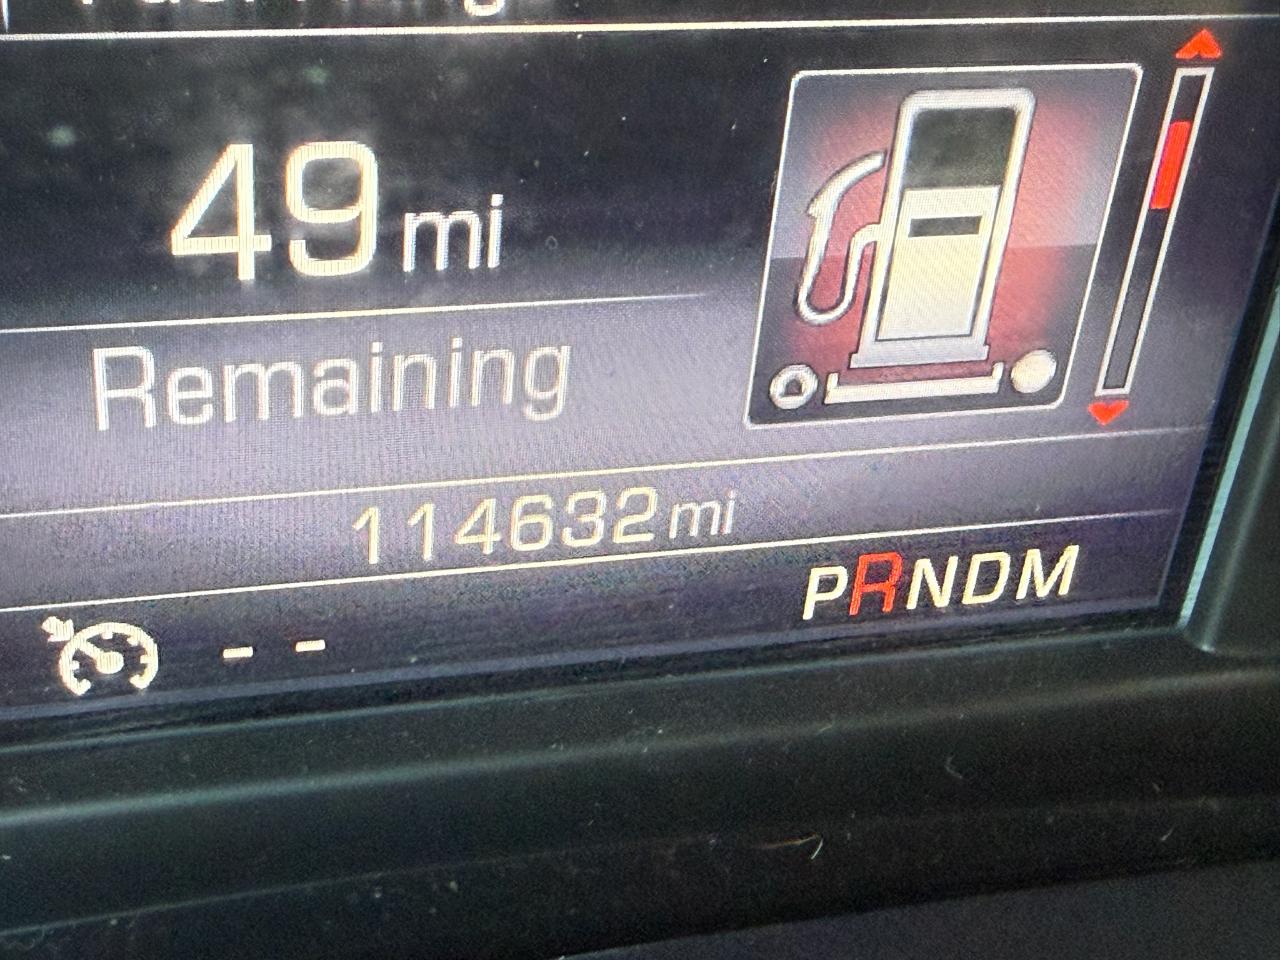 49 mi
Remaining
114632 mi
-- PRNDM